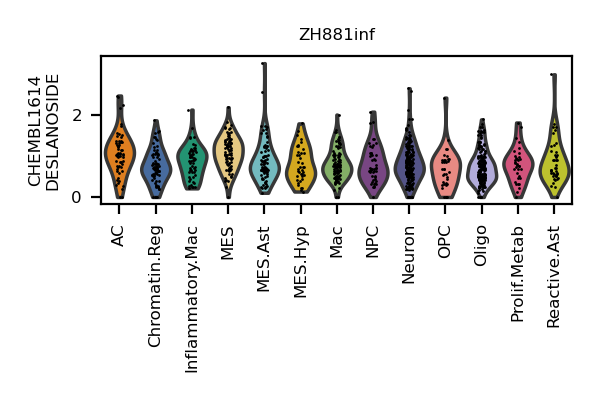 ZH881inf
CHEMBL1614
DESLANOSIDE
2
0
AC
Chromatin.Reg
Inflammatory.Mac
MES
MES.Ast
MES.Hyp
Mac
NPC
Neuron
OPC
Oligo
Prolif.Metab
Reactive.Ast